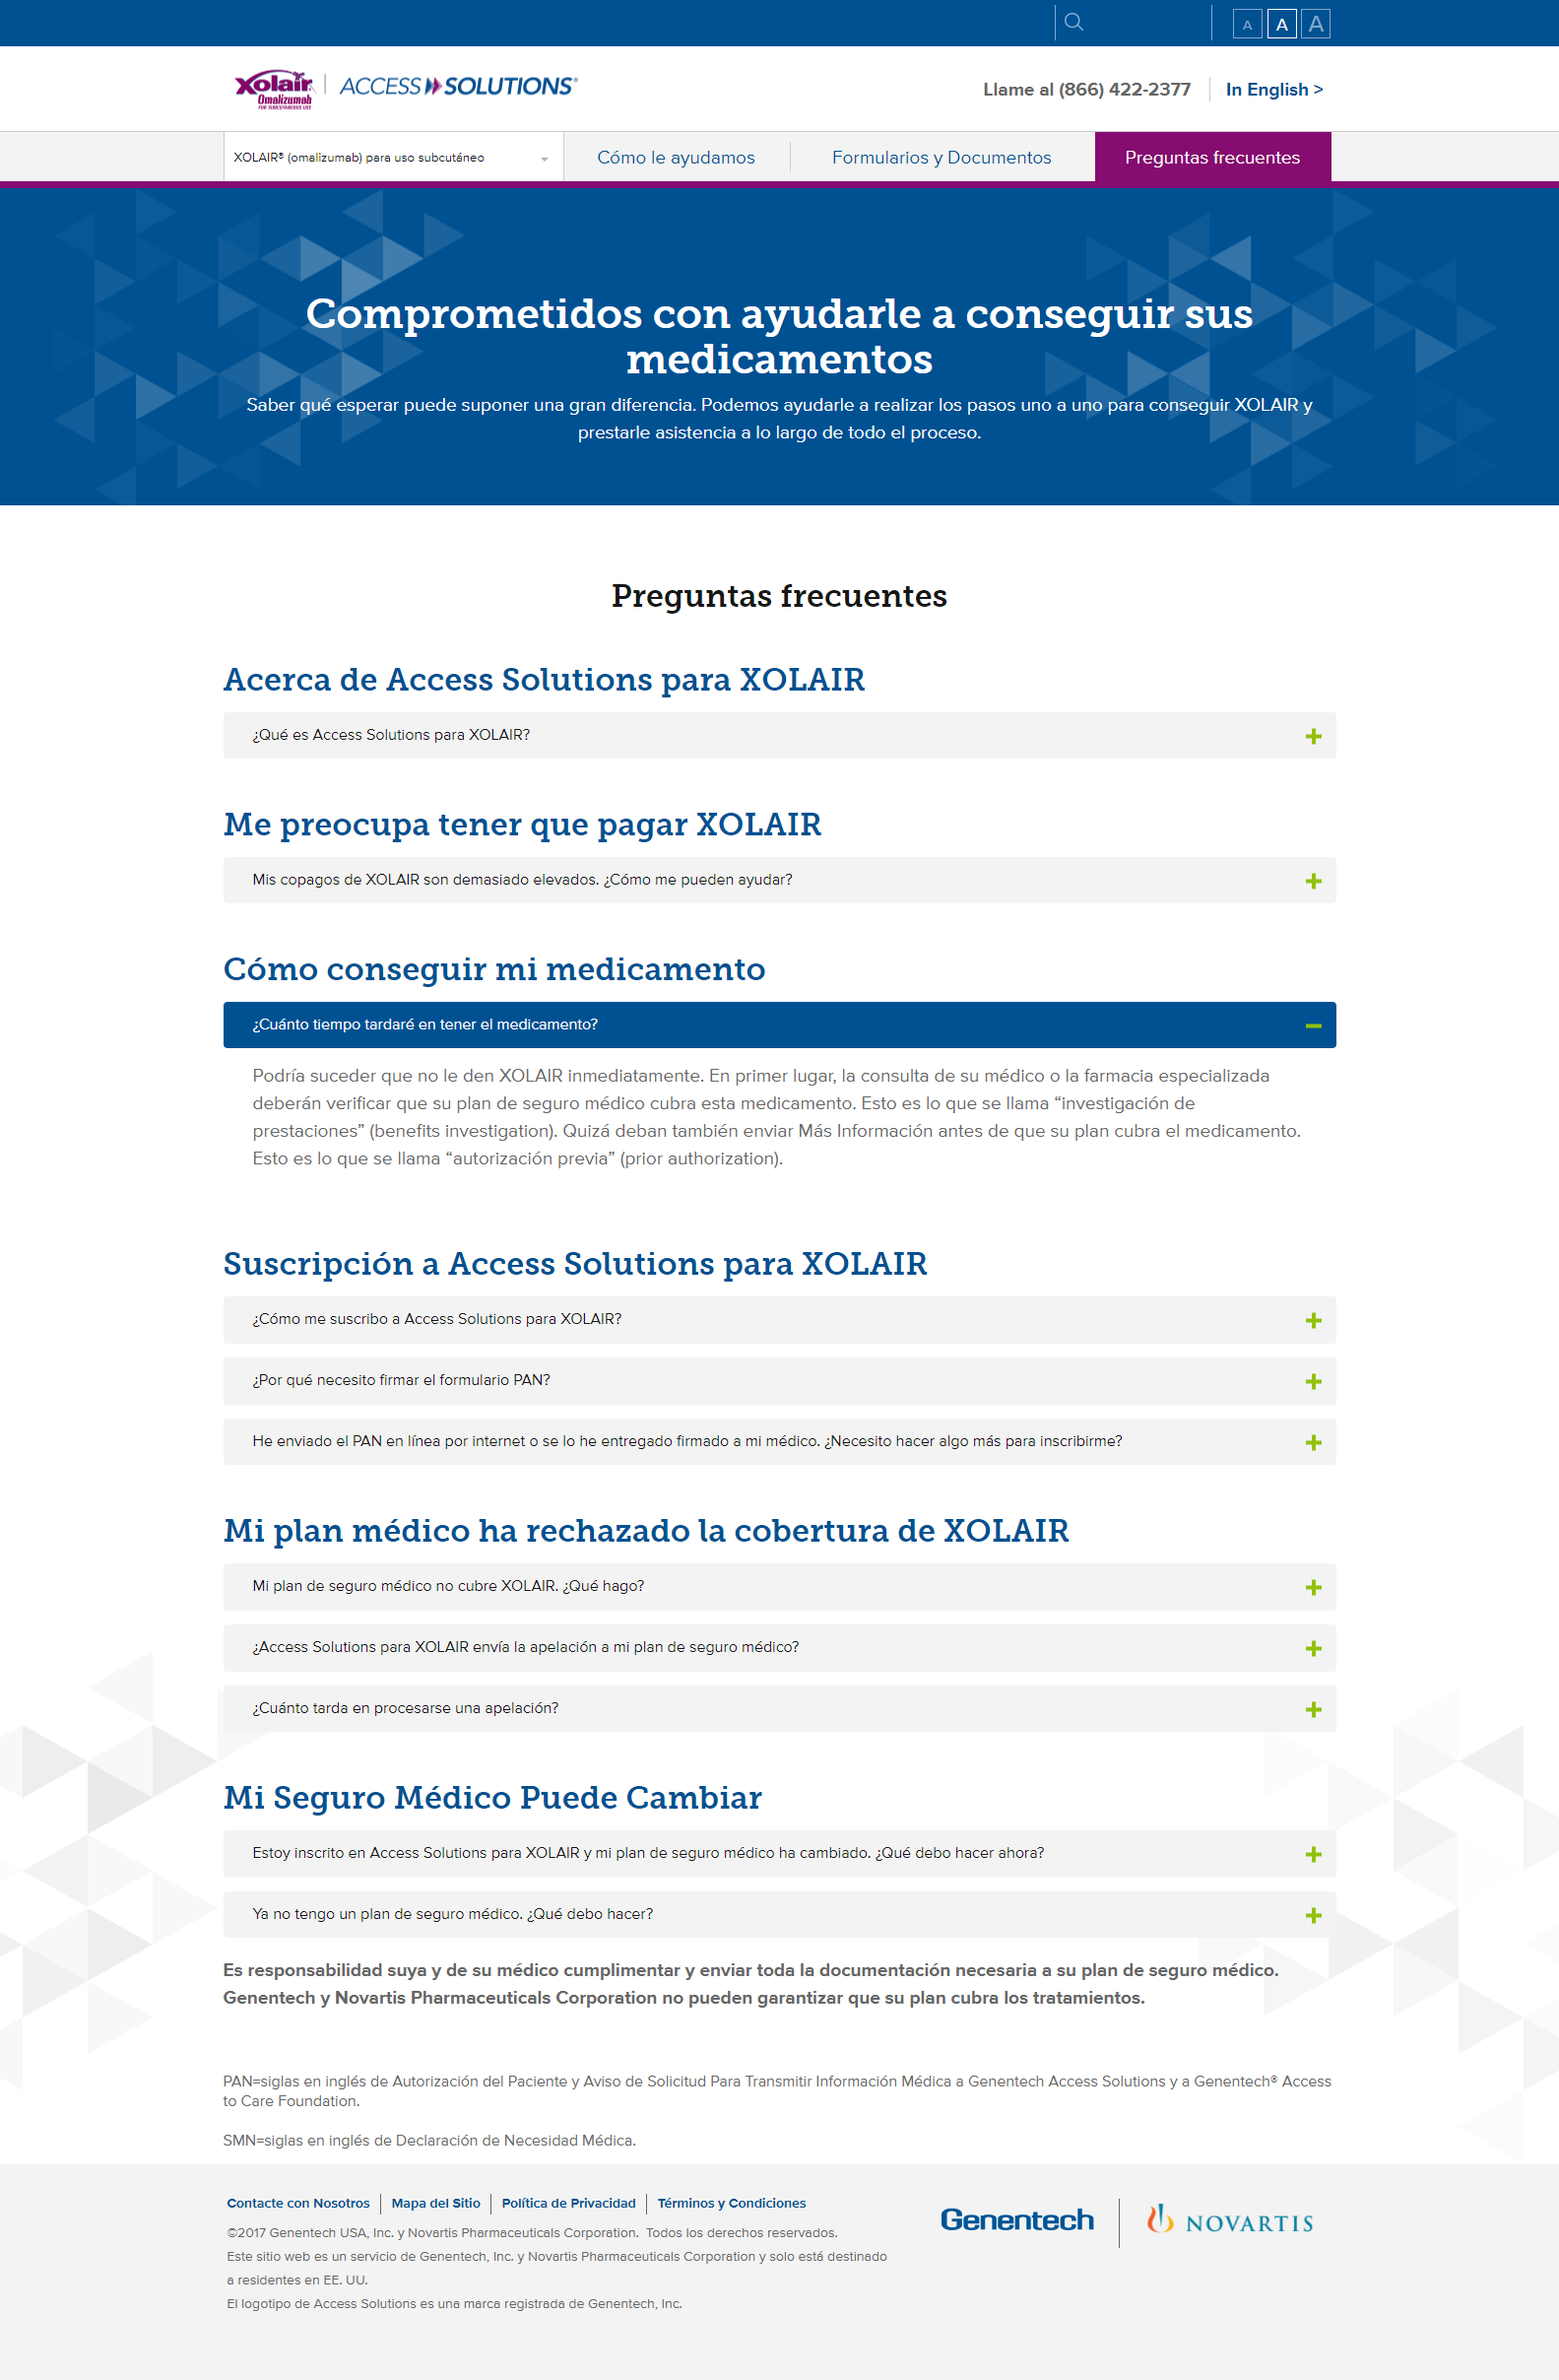 A A A
Xolair
Omalizumab
FOR SUBCUTANEOUS USE
ACCESS SOLUTIONS®
Llame al (866) 422-2377
In English >
XOLAIR® (omalizumab) para uso subcutáneo
Cómo le ayudamos
Formularios y Documentos
Preguntas frecuentes
Comprometidos con ayudarle a conseguir sus
medicamentos
Saber qué esperar puede suponer una gran diferencia. Podemos ayudarle a realizar los pasos uno a uno para conseguir XOLAIR y
prestarle asistencia a lo largo de todo el proceso.
Preguntas frecuentes
Acerca de Access Solutions para XOLAIR
¿Qué es Access Solutions para XOLAIR?
Me preocupa tener que pagar XOLAIR
Mis copagos de XOLAIR son demasiado elevados. ¿Cómo me pueden ayudar?
Cómo conseguir mi medicamento
¿Cuánto tiempo tardaré en tener el medicamento?
Podría suceder que no le den XOLAIR inmediatamente. En primer lugar, la consulta de su médico o la farmacia especializada
deberán verificar que su plan de seguro médico cubra esta medicamento. Esto es lo que se llama “investigación de
prestaciones” (benefits investigation). Quizá deban también enviar Más Información antes de que su plan cubra el medicamento.
Esto es lo que se llama “autorización previa” (prior authorization).
Suscripción a Access Solutions para XOLAIR
¿Cómo me suscribo a Access Solutions para XOLAIR?
¿Por qué necesito firmar el formulario PAN?
He enviado el PAN en línea por internet o se lo he entregado firmado a mi médico. ¿Necesito hacer algo más para inscribirme?
Mi plan médico ha rechazado la cobertura de XOLAIR
Mi plan de seguro médico no cubre XOLAIR. ¿Qué hago?
¿Access Solutions para XOLAIR envía la apelación a mi plan de seguro médico?
¿Cuánto tarda en procesarse una apelación?
Mi Seguro Médico Puede Cambiar
Estoy inscrito en Access Solutions para XOLAIR y mi plan de seguro médico ha cambiado. ¿Qué debo hacer ahora?
Ya no tengo un plan de seguro médico. ¿Qué debo hacer?
Es responsabilidad suya y de su médico cumplimentar y enviar toda la documentación necesaria a su plan de seguro médico.
Genentech y Novartis Pharmaceuticals Corporation no pueden garantizar que su plan cubra los tratamientos.
PAN=siglas en inglés de Autorización del Paciente y Aviso de Solicitud Para Transmitir Información Médica a Genentech Access Solutions y a Genentech® Access
to Care Foundation.
SMN=siglas en inglés de Declaración de Necesidad Médica.
Contacte con Nosotros
Mapa del Sitio
Política de Privacidad
Términos y Condiciones
©2017 Genentech USA, Inc. y Novartis Pharmaceuticals Corporation. Todos los derechos reservados.
Este sitio web es un servicio de Genentech, Inc. y Novartis Pharmaceuticals Corporation y solo está destinado
a residentes en EE. UU.
El logotipo de Access Solutions es una marca registrada de Genentech, Inc.
Genentech
NOVARTIS